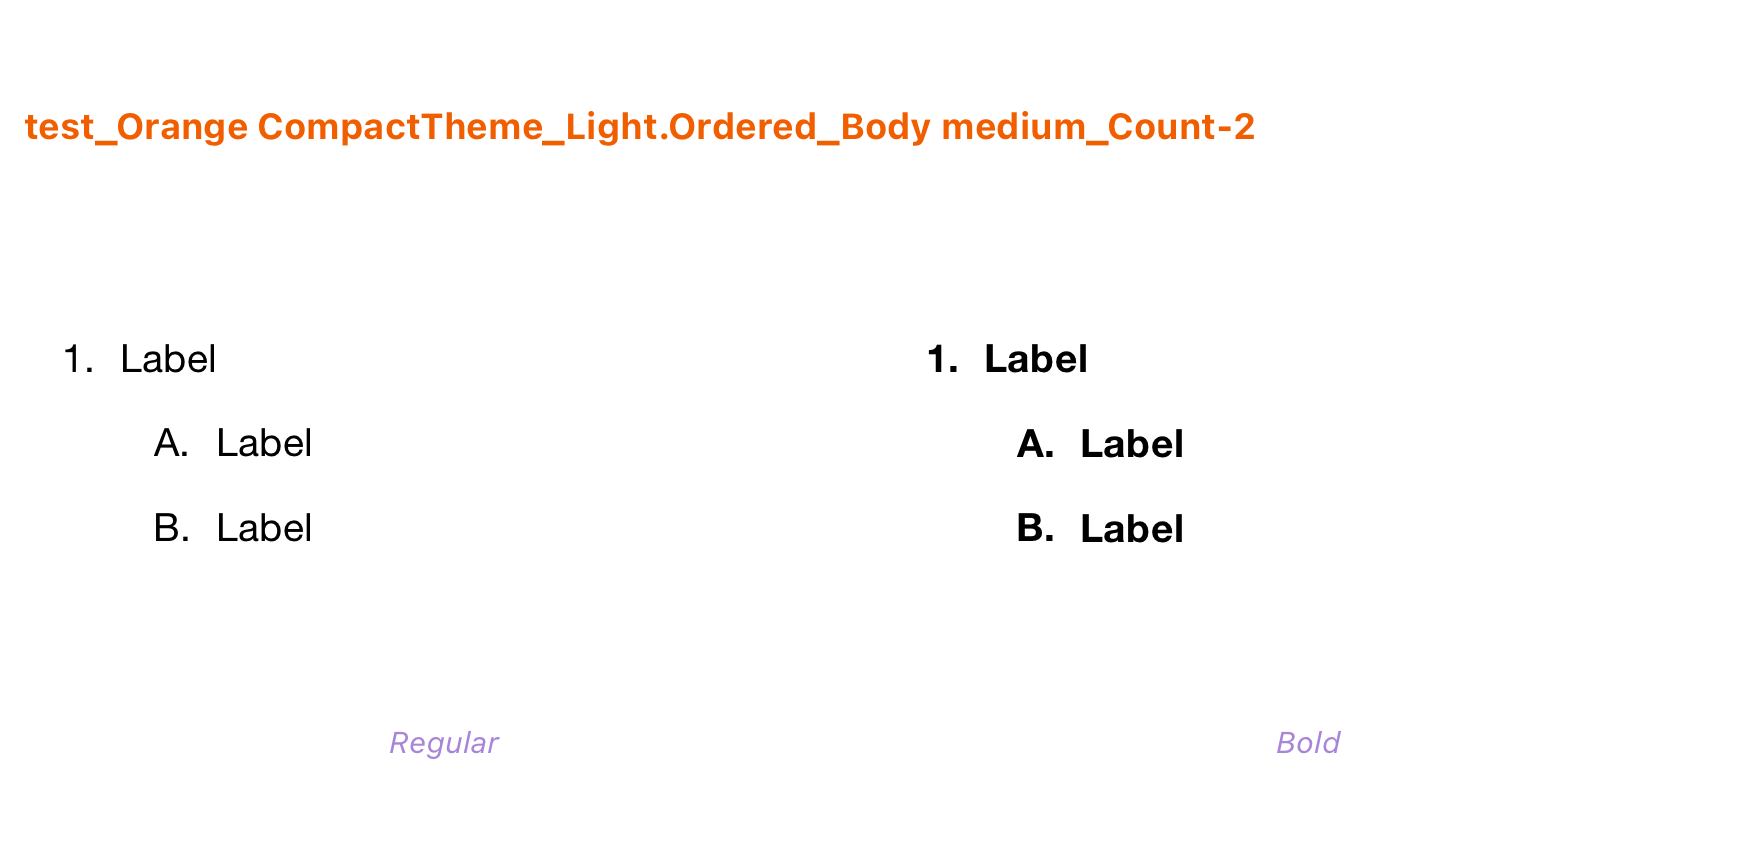 test_Orange CompactTheme_Light.Ordered_Body medium_Count-2
1. Label
A. Label
B. Label
Regular
1. Label
A. Label
B. Label
Bold